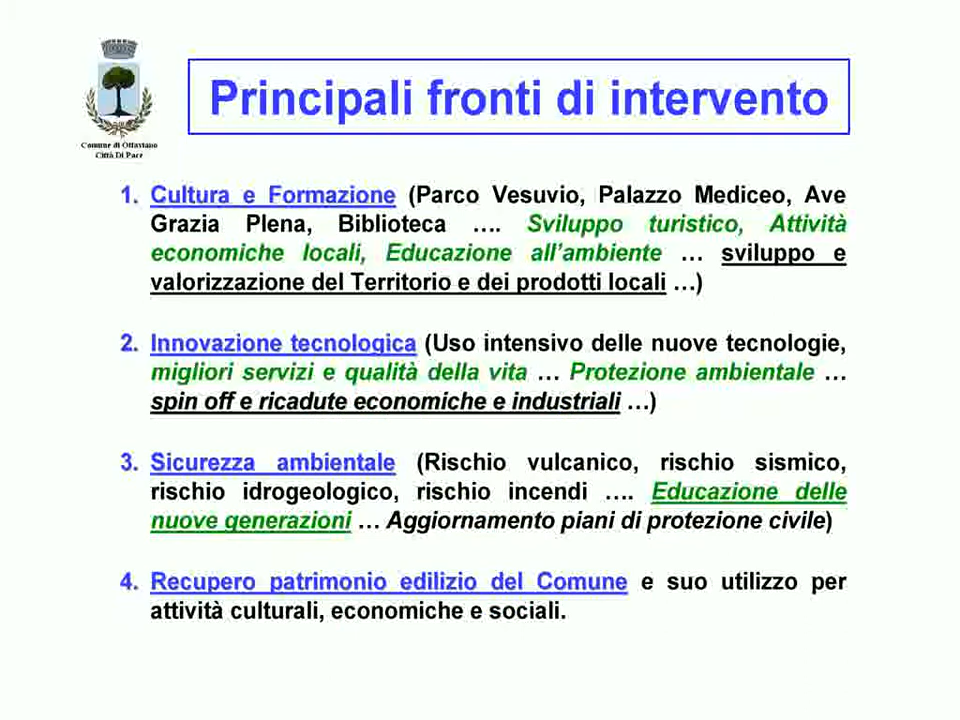 Comune di Ottaviano
Città Di Pace
Principali fronti di intervento
1. Cultura e Formazione (Parco Vesuvio, Palazzo Mediceo, Ave
Grazia Plena, Biblioteca …. Sviluppo turistico, Attività
economiche locali, Educazione all'ambiente … sviluppo e
valorizzazione del Territorio e dei prodotti locali …)
2. Innovazione tecnologica (Uso intensivo delle nuove tecnologie,
migliori servizi e qualità della vita … Protezione ambientale …
spin off e ricadute economiche e industriali …)
3. Sicurezza ambientale (Rischio vulcanico, rischio sismico,
rischio idrogeologico, rischio incendi …. Educazione delle
nuove generazioni … Aggiornamento piani di protezione civile)
4. Recupero patrimonio edilizio del Comune e suo utilizzo per
attività culturali, economiche e sociali.